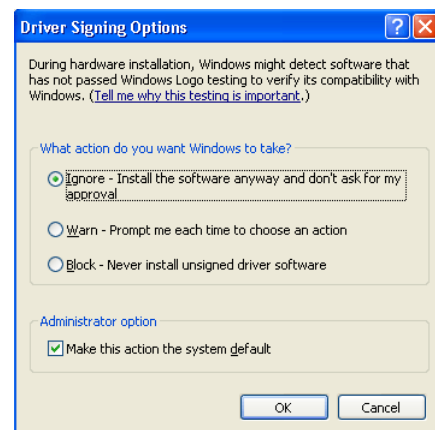 Driver Signing Options
During hardware installation, Windows might detect software that
has not passed Windows Logo testing to verify its compatibility with
Windows. (Tell me why this testing is important.)
What action do you want Windows to take?
Ignore - Install the software anyway and don't ask for my
approval
Warn - Prompt me each time to choose an action
Block - Never install unsigned driver software
Administrator option
Make this action the system default
OK Cancel